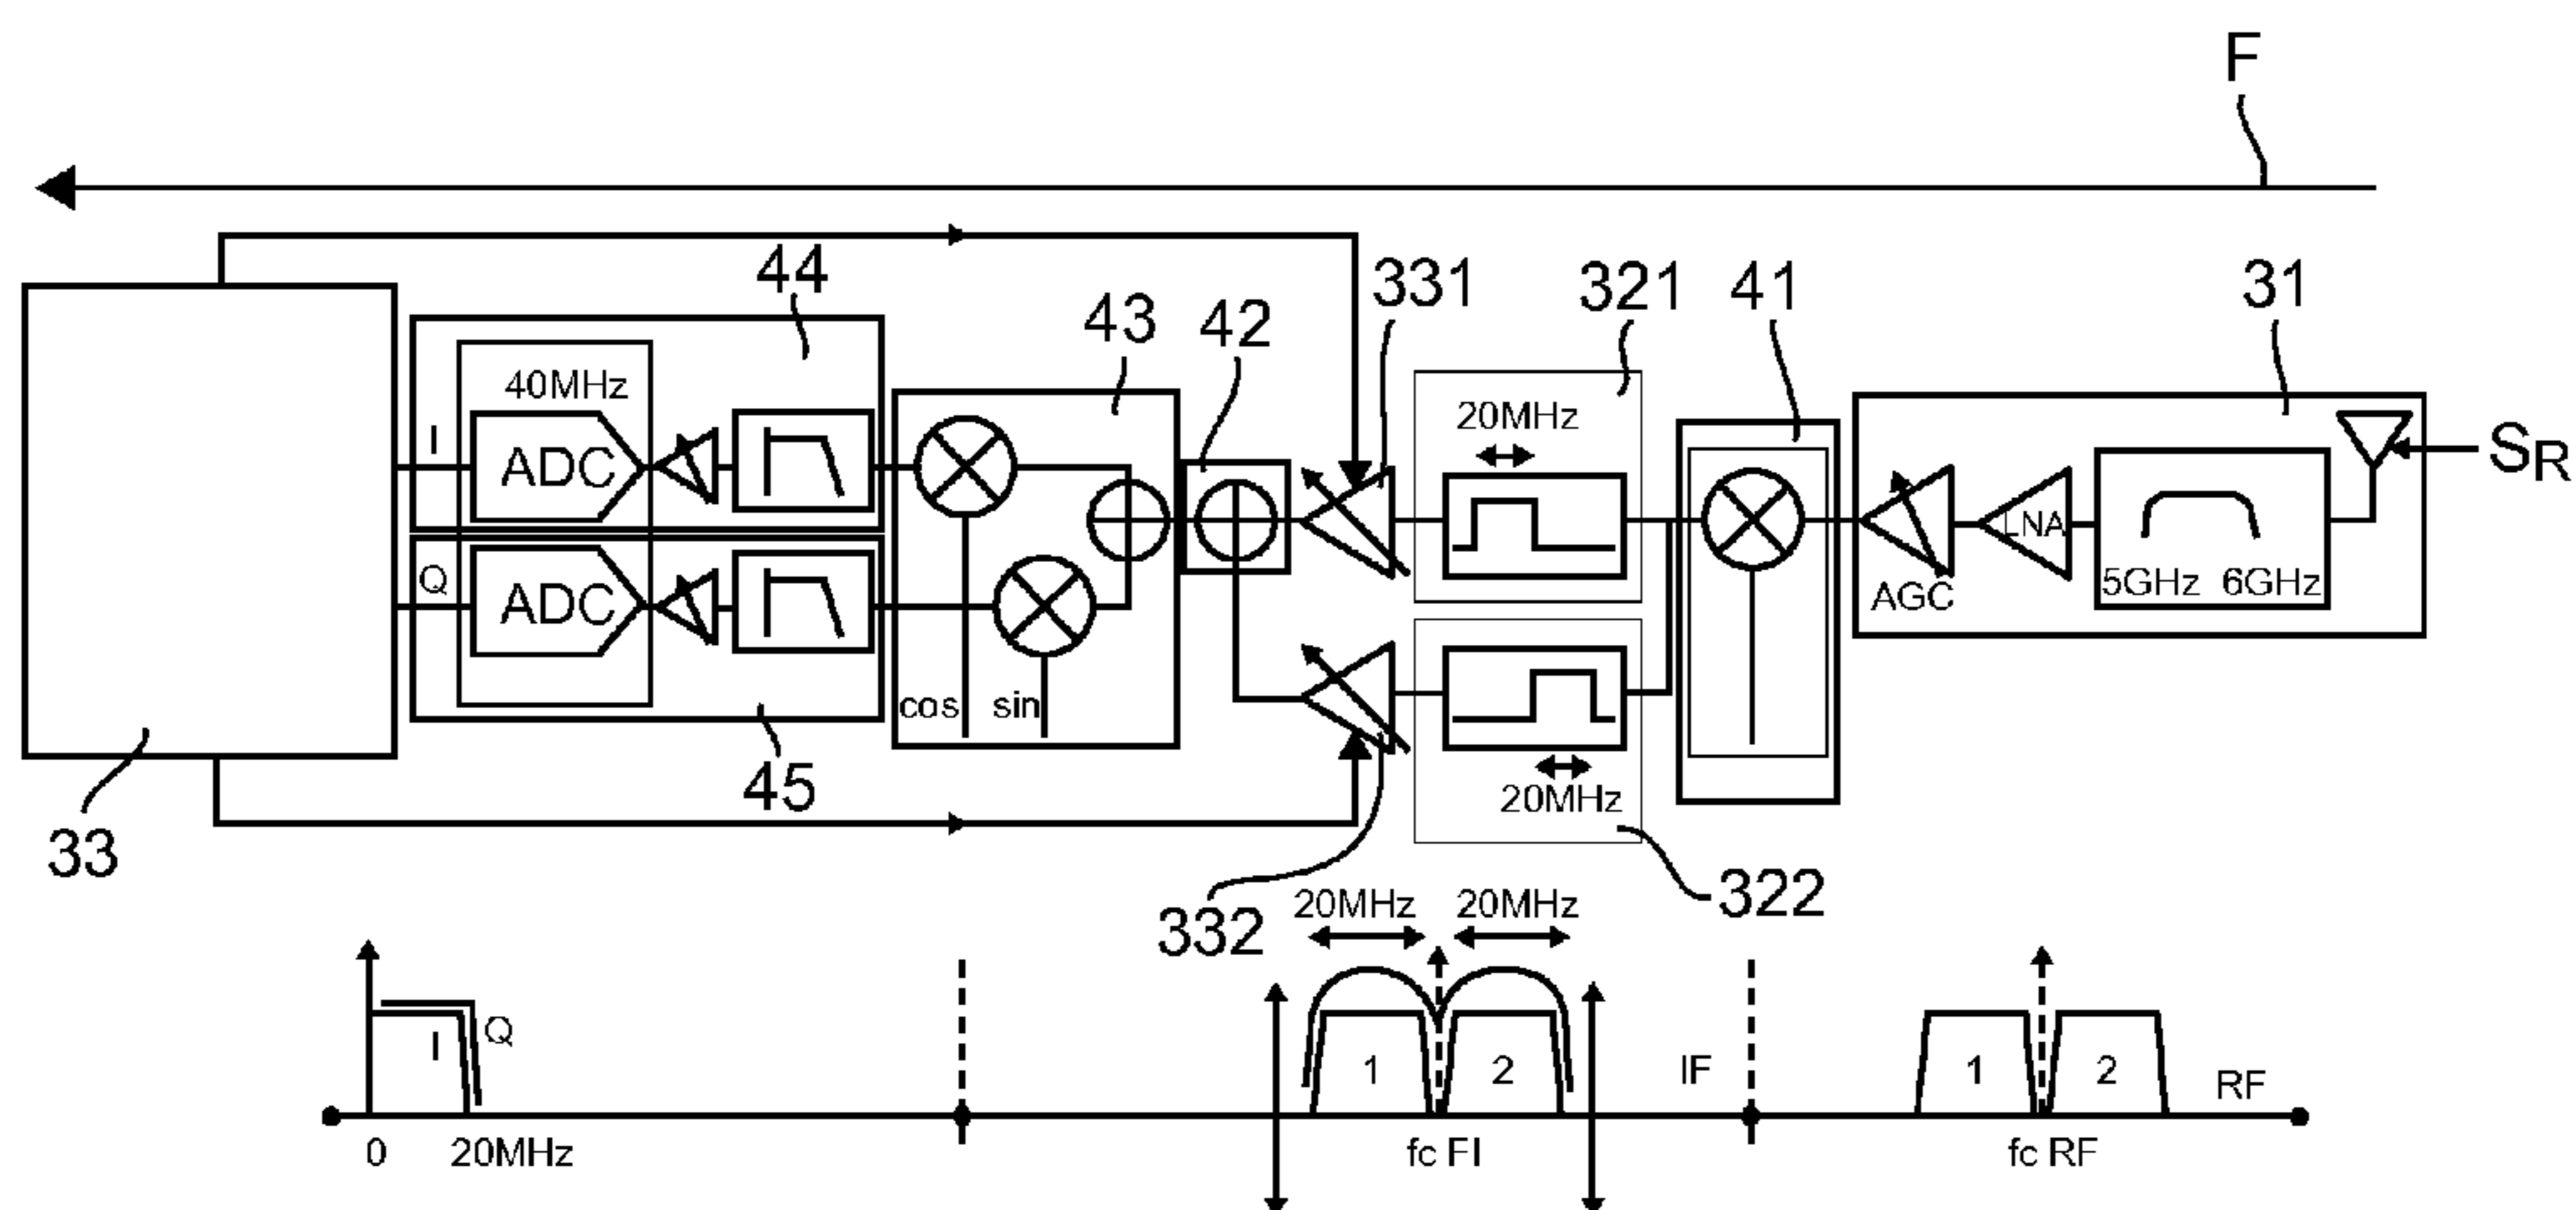 F
44
331
321
41
31
43
42
40MHz
20MHz
I
ADC
LNA
SR
Q
ADC
5GHz 6GHz
AGC
cos
sin
20MHz
33
45
332
322
20MHz
20MHz
I
Q
1
2
IF
1
2
RF
0
20MHz
fc FI
fc RF